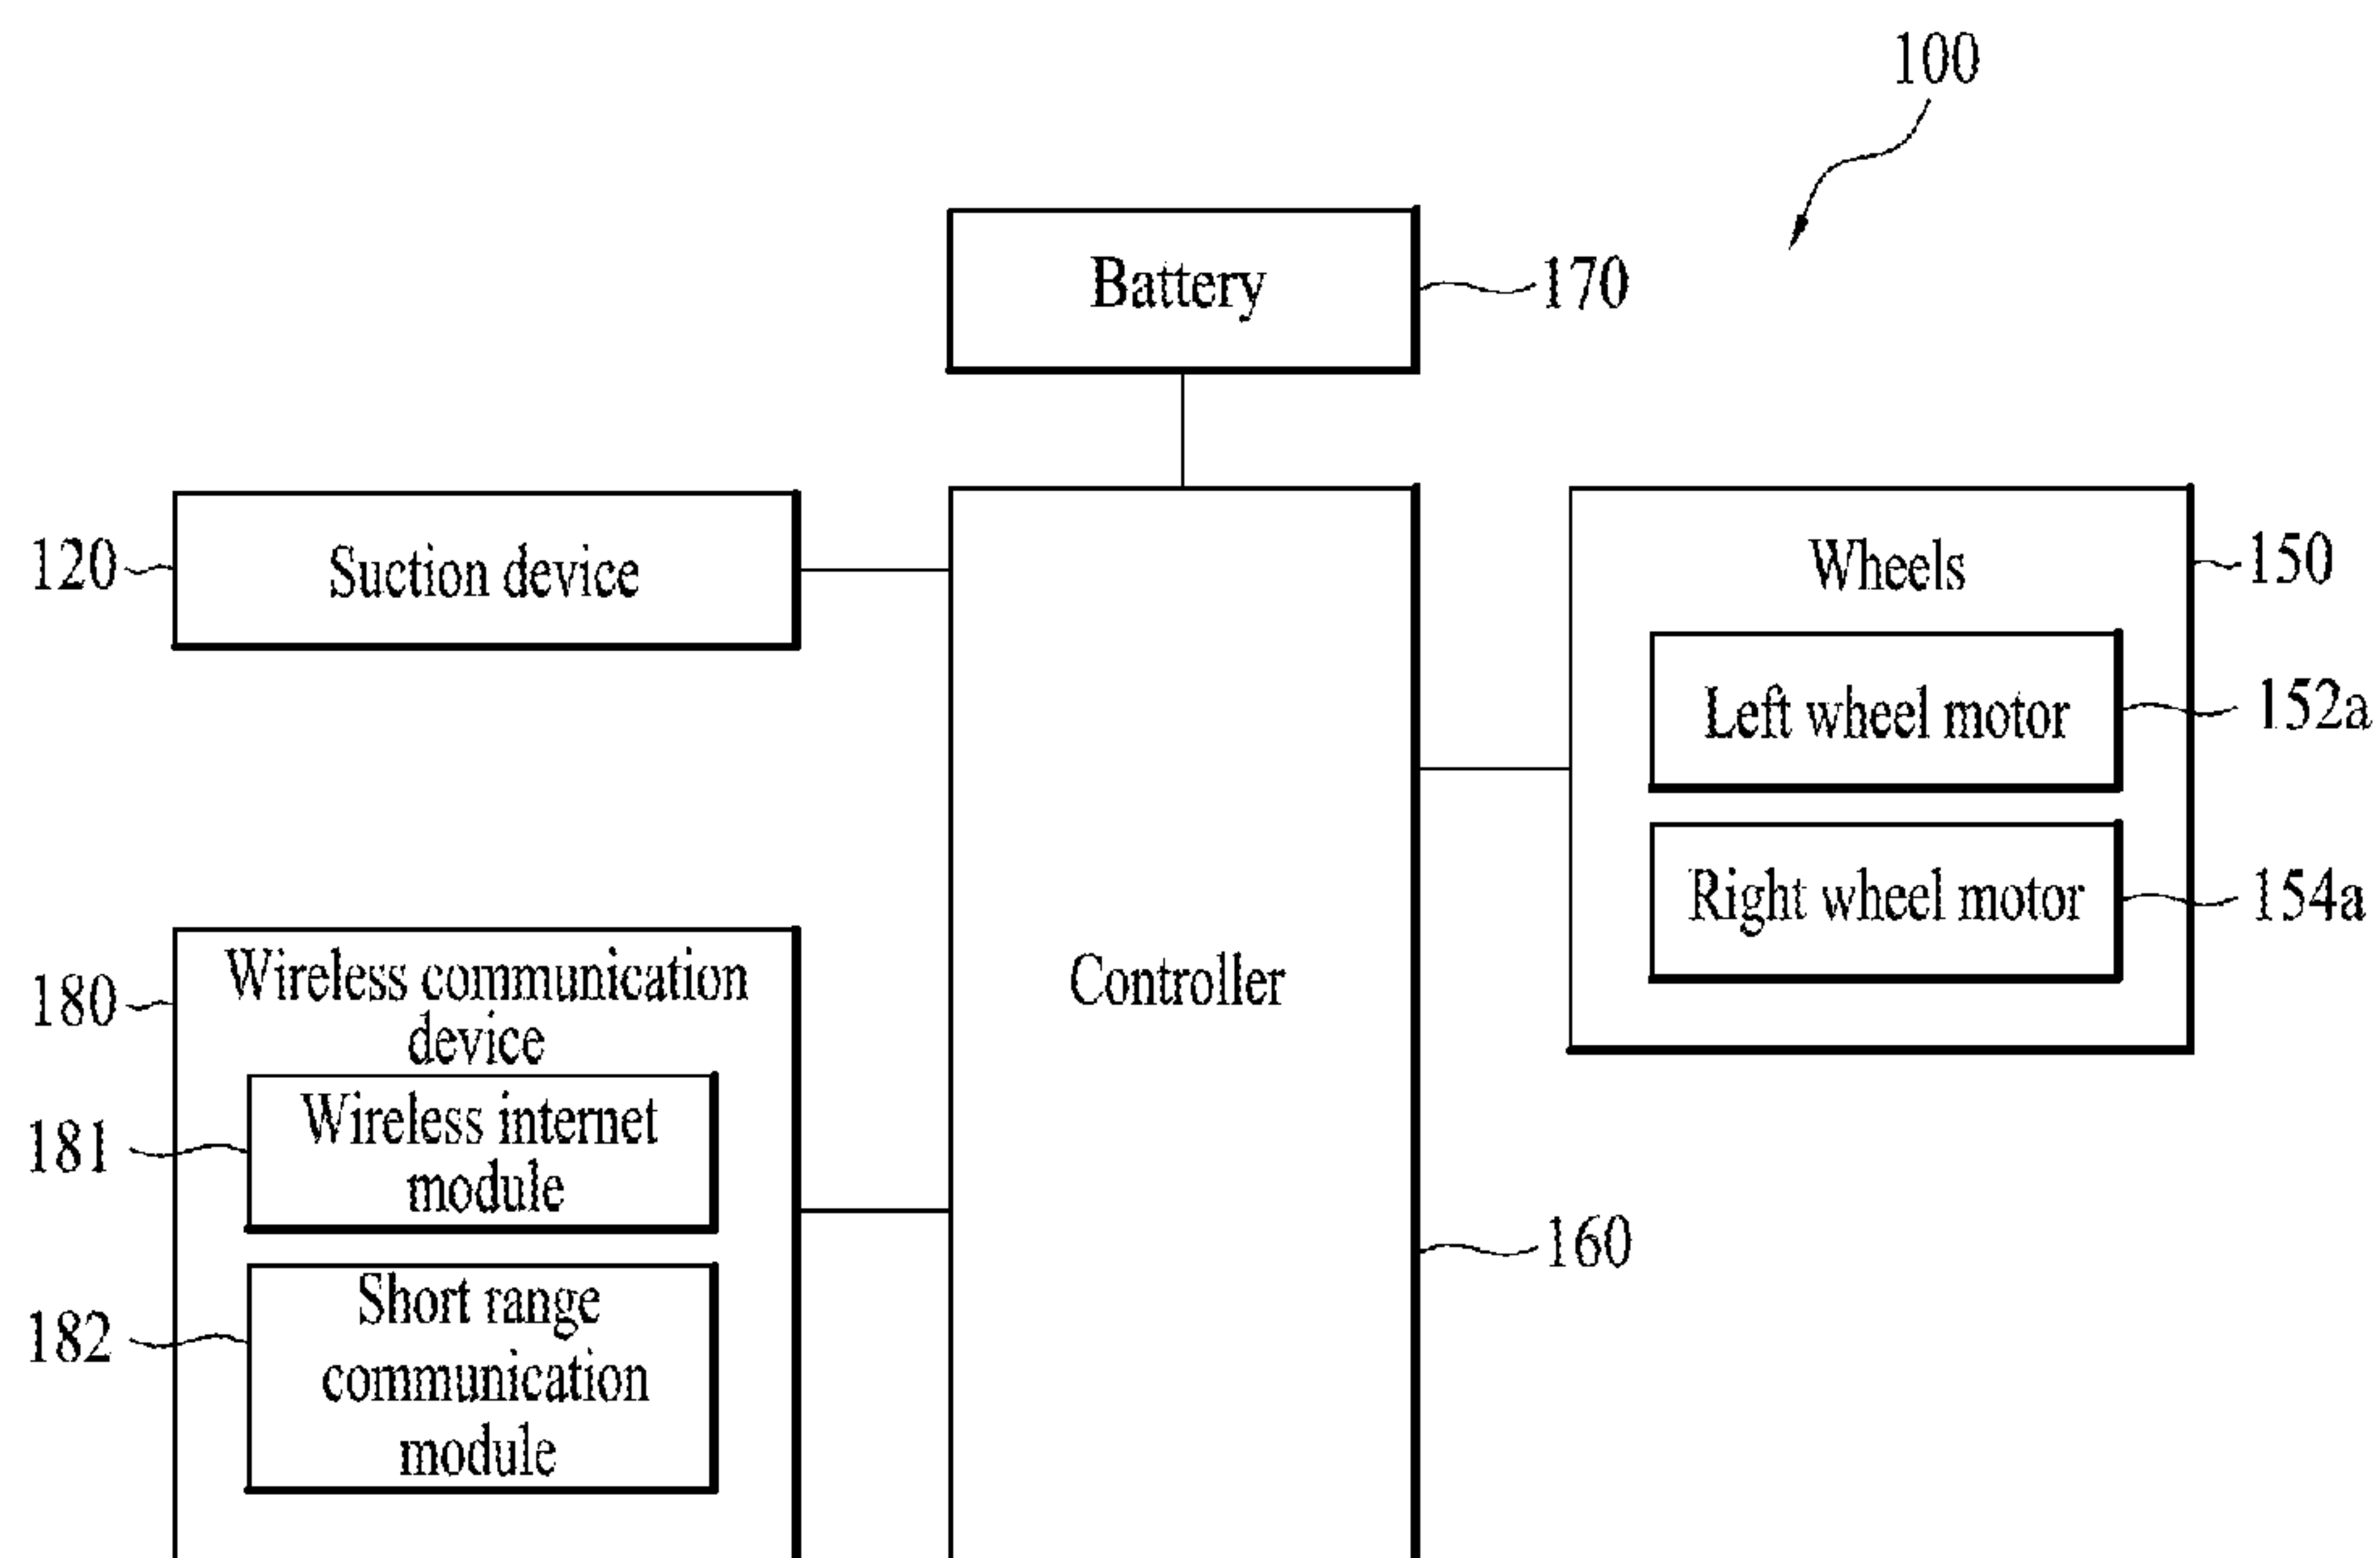 100
Battery
170
120
Suction device
Wheels
150
Left wheel motor
152a
Right wheel motor
154a
180
Wireless communication
device
181
Wireless internet
module
182
Short range
communication
module
Controller
160